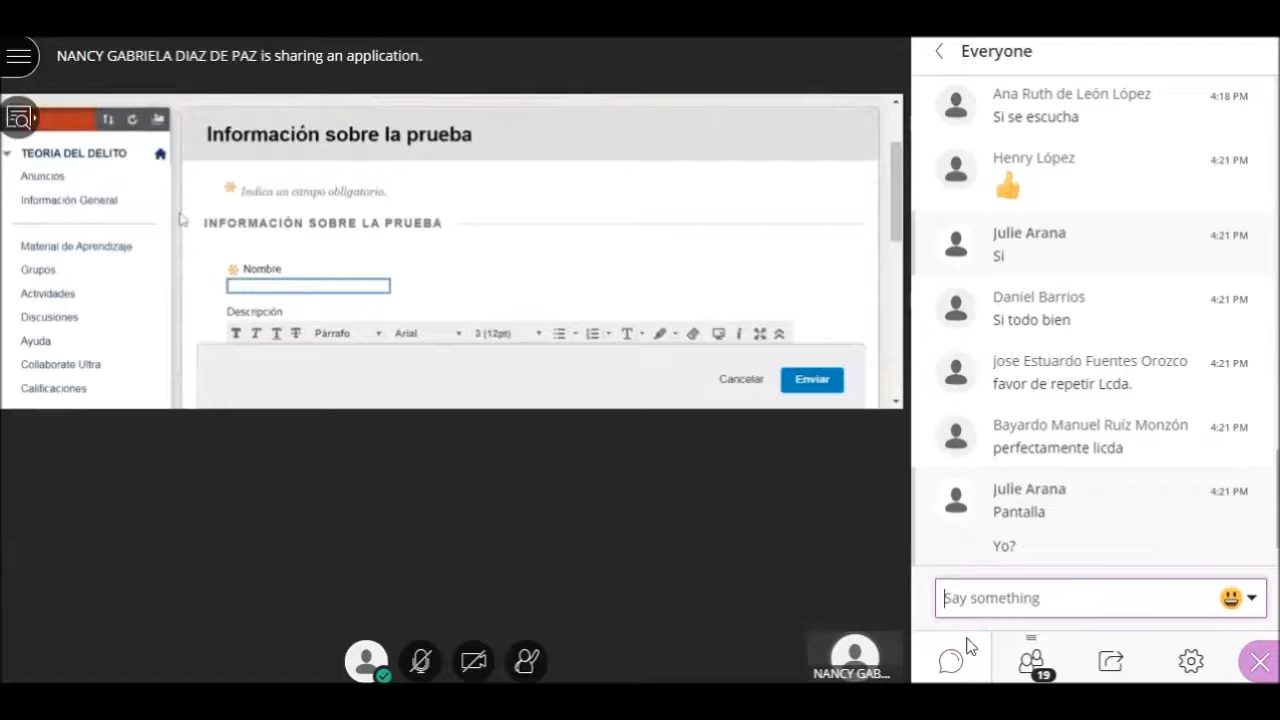 NANCY GABRIELA DIAZ DE PAZ is sharing an application.
TEORIA DEL DELITO
Anuncios
Información General
Material de Aprendizaje
Grupos
Actividades
Discusiones
Ayuda
Collaborate Ultra
Calificaciones
Información sobre la prueba
Indica un campo obligatorio.
INFORMACIÓN SOBRE LA PRUEBA
Nombre
Descripción
T T T T Párrafo Arial 3 (12pt) T i
Cancelar Enviar
NANCY GAB...
Everyone
Ana Ruth de León López 4:18 PM
Si se escucha
Henry López 4:21 PM
Julie Arana 4:21 PM
Si
Daniel Barrios 4:21 PM
Si todo bien
jose Estuardo Fuentes Orozco 4:21 PM
favor de repetir Lcda.
Bayardo Manuel Ruíz Monzón 4:21 PM
perfectamente licda
Julie Arana 4:21 PM
Pantalla
Yo?
Say something
19